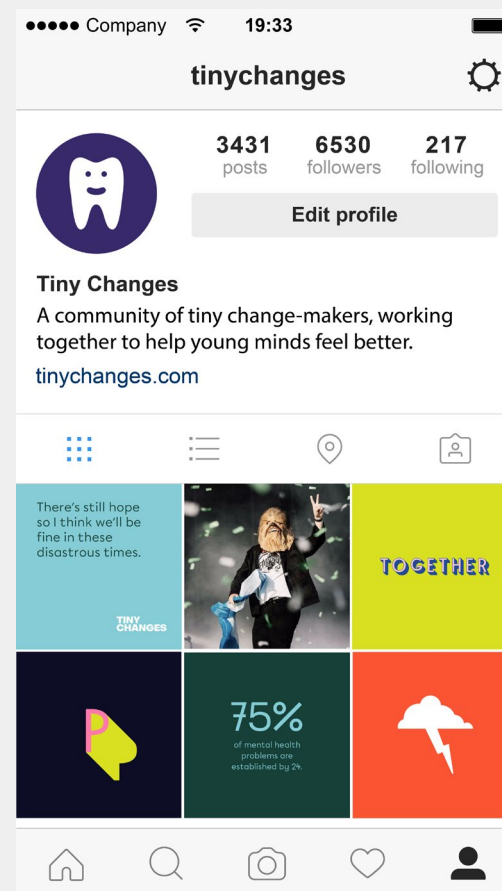 Company 19:33
tinychanges
3431 6530 217
posts followers following
Edit profile
Tiny Changes
A community of tiny change-makers, working
together to help young minds feel better.
tinychanges.com
There's still hope
so I think we'll be
fine in these
disastrous times.
TINY
CHANGES
TOGETHER
P
75%
of mental health
problems are
established by 24.